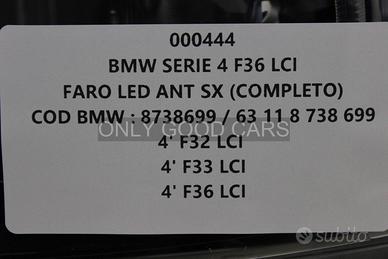 000444
BMW SERIE 4 F36 LCI
FARO LED ANT SX (COMPLETO)
COD BMW : 8738699 / 63 11 8 738 699
ONLY GOOD CARS
4' F32 LCI
4' F33 LCI
4' F36 LCI
subito